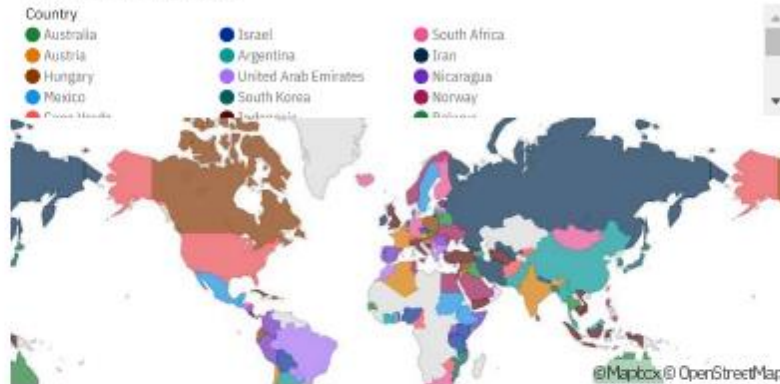 Country
Australia
Israel
South Africa
Austria
Argentina
Iran
Hungary
United Arab Emirates
Nicaragua
Mexico
South Korea
Norway
©Mapbox © OpenStreetMap